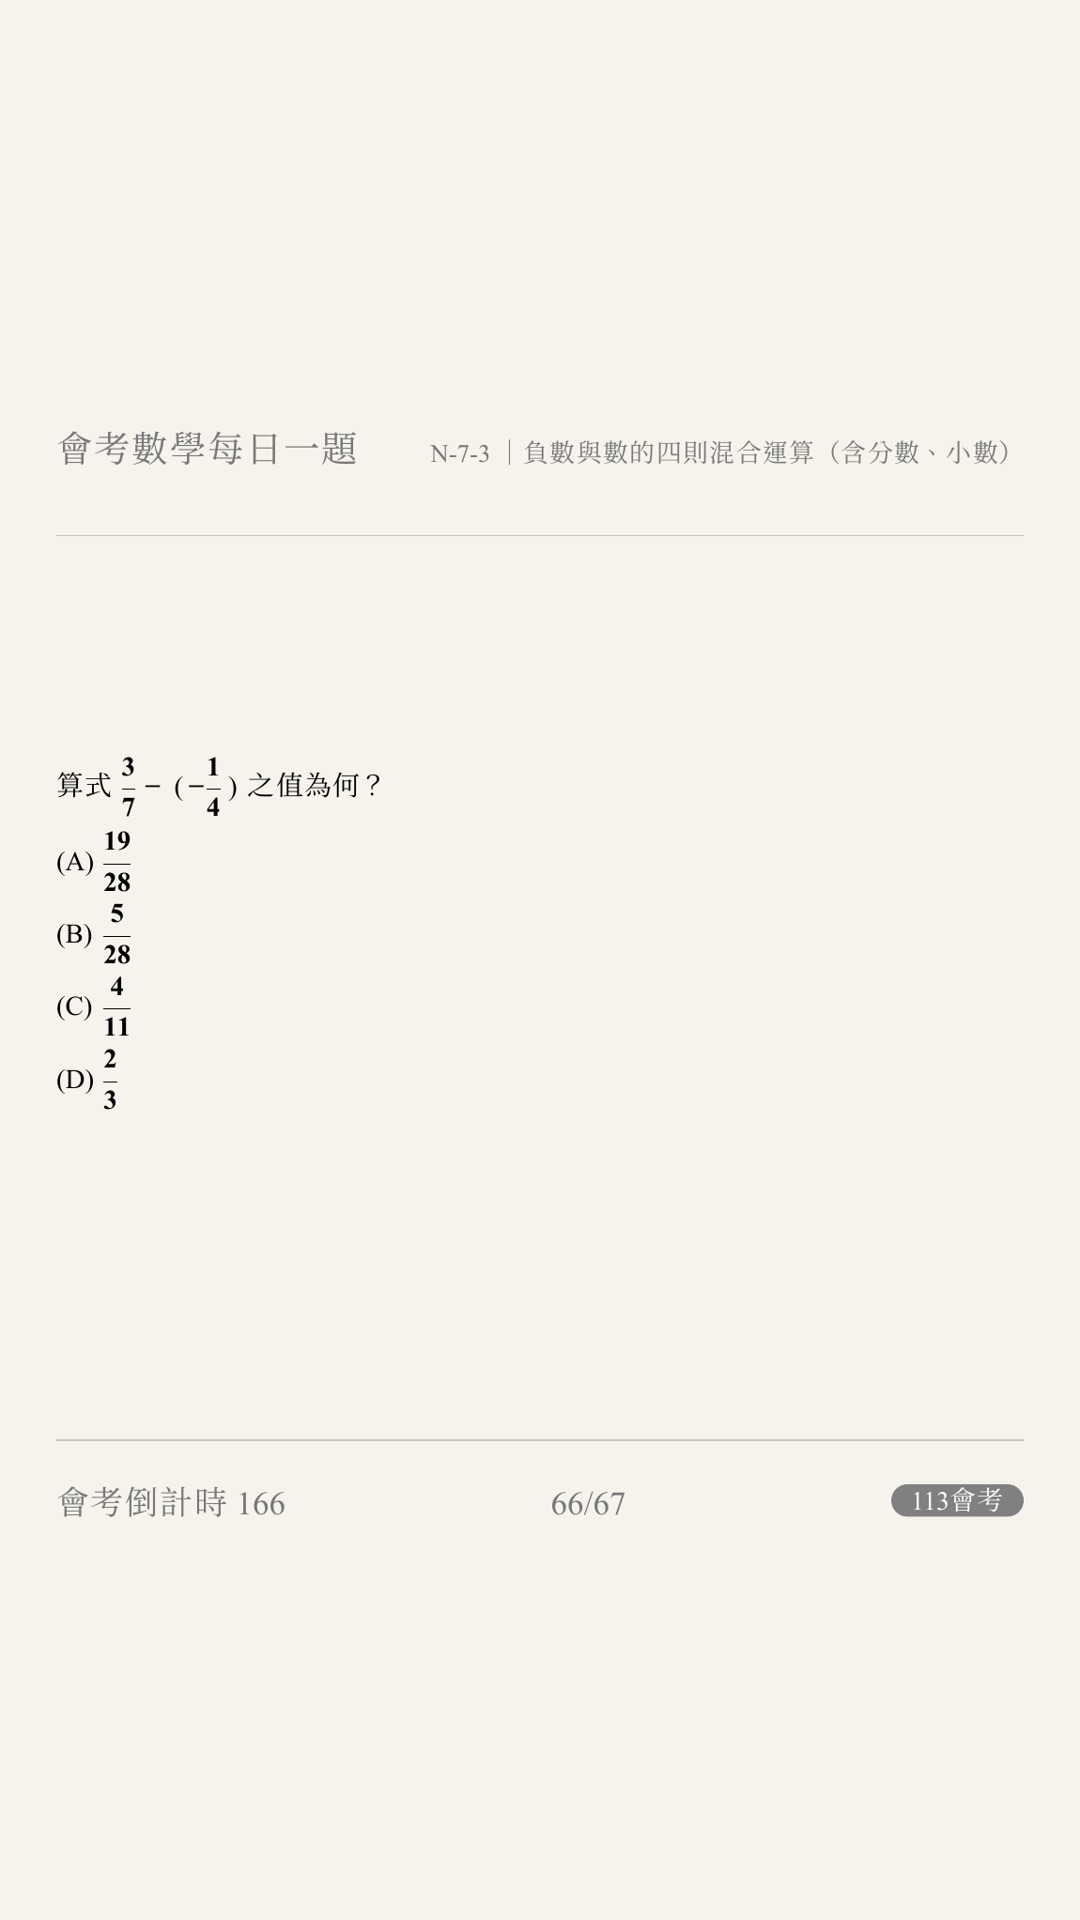 會考數學每日一題 N-7-3｜負數與數的四則混合運算（含分數、小數）
算式 3/7 − (−1/4) 之值為何？
(A) 19/28
(B) 5/28
(C) 4/11
(D) 2/3
會考倒計時 166 66/67 113會考